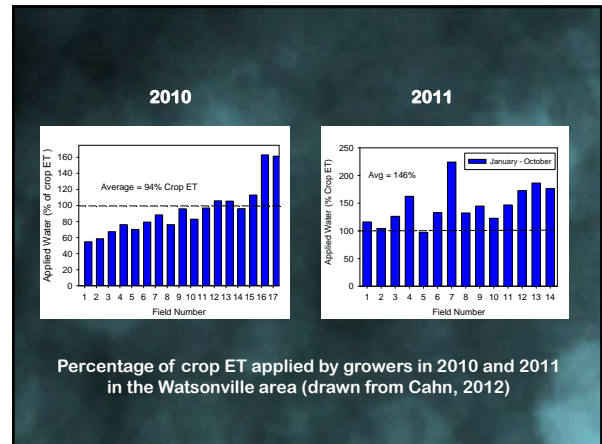 2010
2011
Applied Water (% of crop ET )
160
140
120
100
80
60
40
20
0
Average = 94% Crop ET
1 2 3 4 5 6 7 8 9 10 11 12 13 14 15 16 17
Field Number
Applied Water (% Crop ET)
250
200
150
100
50
0
January - October
Avg = 146%
1 2 3 4 5 6 7 8 9 10 11 12 13 14
Field Number
Percentage of crop ET applied by growers in 2010 and 2011
in the Watsonville area (drawn from Cahn, 2012)